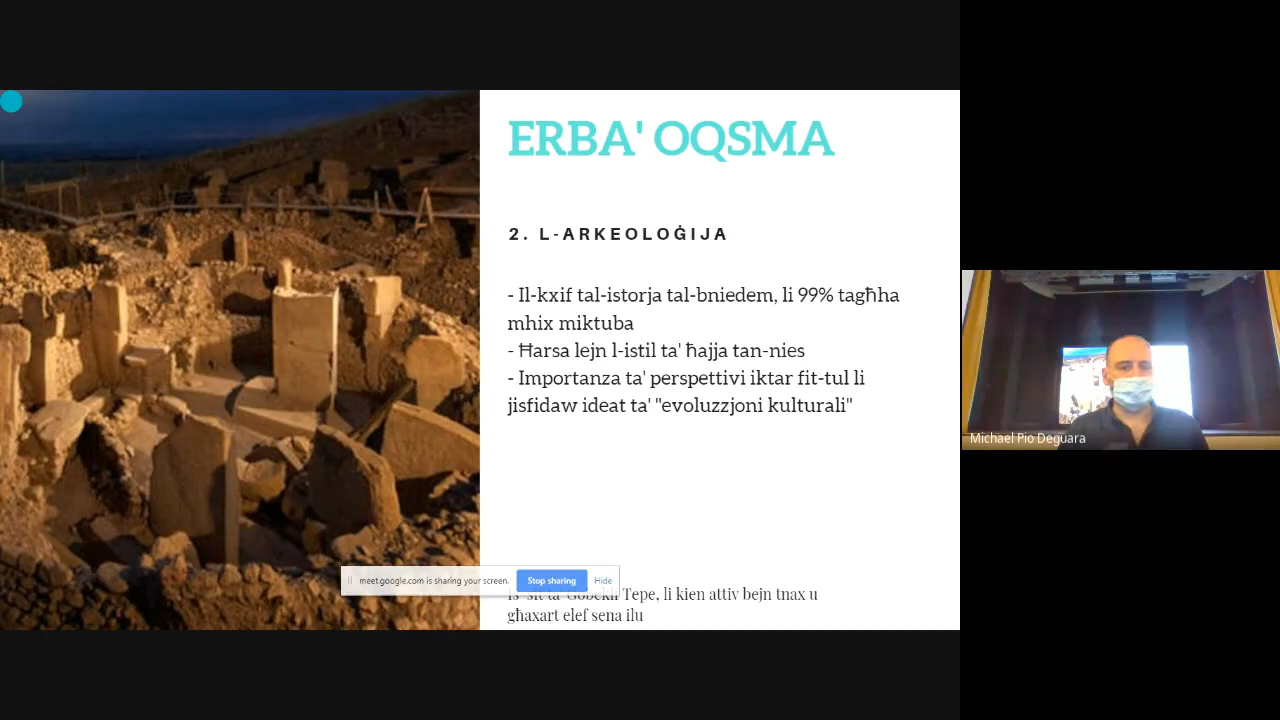 ERBA' OQSMA
2. L-ARKEOLOĠIJA
- Il-kxif tal-istorja tal-bniedem, li 99% tagħha
mhix miktuba
- Ħarsa lejn l-istil ta' ħajja tan-nies
- Importanza ta' perspettivi iktar fit-tul li
jisfidaw ideat ta' "evoluzzjoni kulturali"
meet.google.com is sharing your screen. Stop sharing Hide
Tepe, li kien attiv bejn tnax u
għaxart elef sena ilu
Michael Pio Deguara